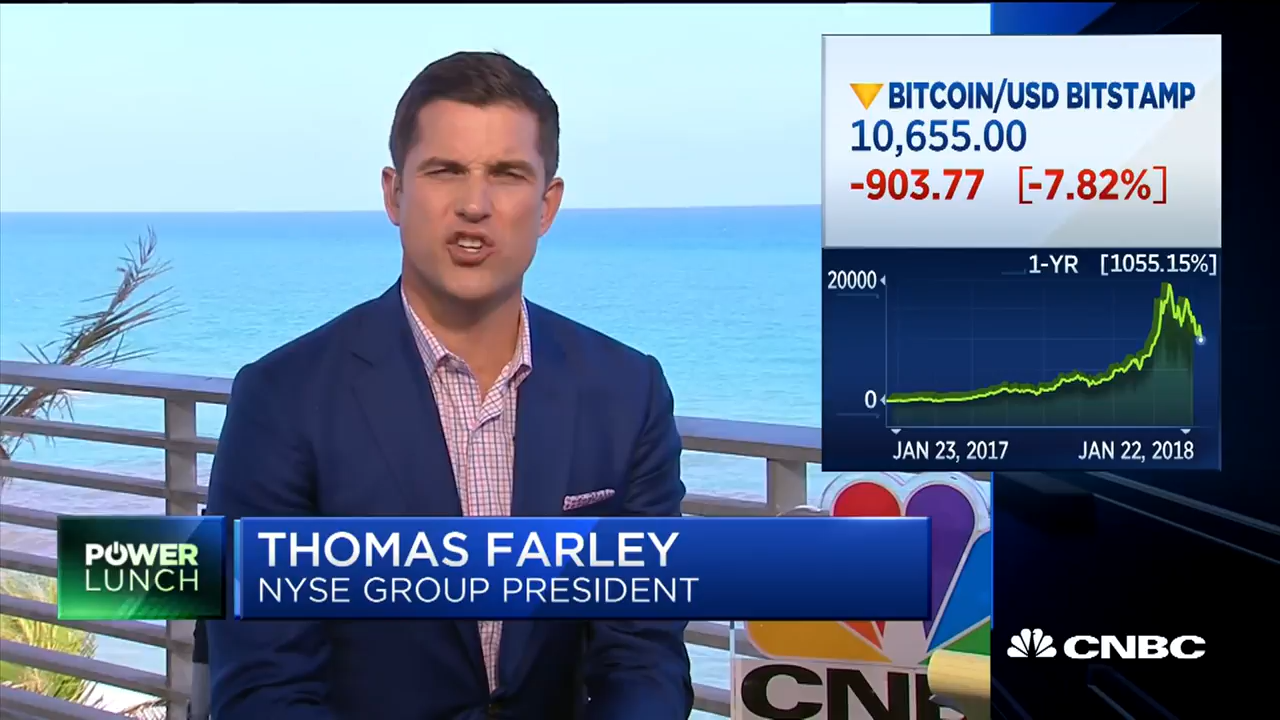 BITCOIN/USD BITSTAMP
10,655.00
-903.77 [-7.82%]
1-YR [1055.15%]
20000
0
JAN 23, 2017 JAN 22, 2018
POWER
LUNCH
THOMAS FARLEY
NYSE GROUP PRESIDENT
CNBC
CNB